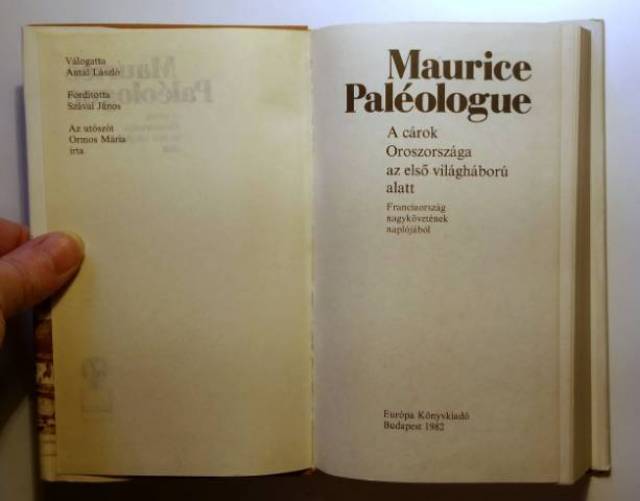 Válogatta
Antal László
Fordította
Szávai János
Az utószót
Ormos Mária
írta
Maurice
Paléologue
A cárok
Oroszországa
az első világháború
alatt
Franciaország
nagykövetének
naplójából
Európa Könyvkiadó
Budapest 1982